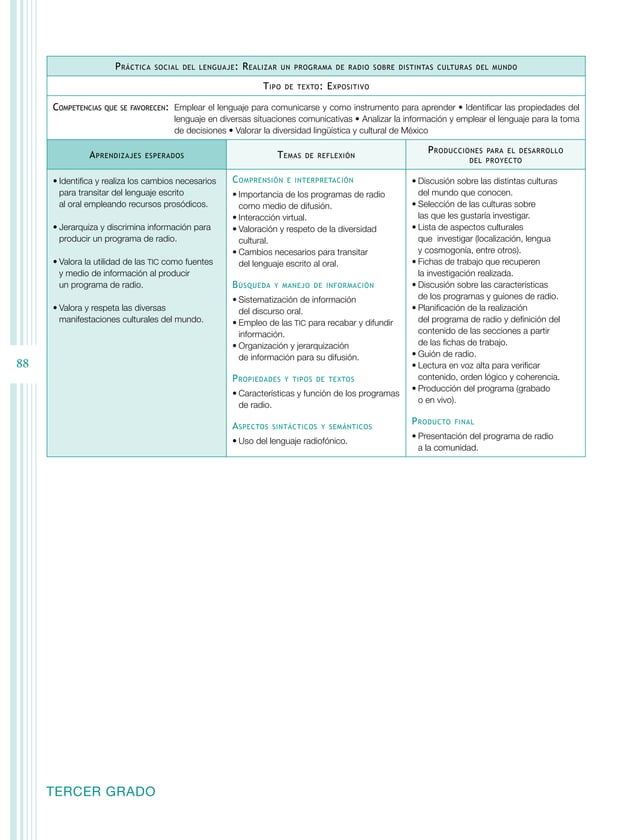 PRÁCTICA SOCIAL DEL LENGUAJE: REALIZAR UN PROGRAMA DE RADIO SOBRE DISTINTAS CULTURAS DEL MUNDO
TIPO DE TEXTO: EXPOSITIVO
COMPETENCIAS QUE SE FAVORECEN: Emplear el lenguaje para comunicarse y como instrumento para aprender • Identificar las propiedades del
lenguaje en diversas situaciones comunicativas • Analizar la información y emplear el lenguaje para la toma
de decisiones • Valorar la diversidad lingüística y cultural de México
APRENDIZAJES ESPERADOS
• Identifica y realiza los cambios necesarios
para transitar del lenguaje escrito
al oral empleando recursos prosódicos.
• Jerarquiza y discrimina información para
producir un programa de radio.
• Valora la utilidad de las TIC como fuentes
y medio de información al producir
un programa de radio.
• Valora y respeta las diversas
manifestaciones culturales del mundo.
TEMAS DE REFLEXIÓN
COMPRENSIÓN E INTERPRETACIÓN
• Importancia de los programas de radio
como medio de difusión.
• Interacción virtual.
• Valoración y respeto de la diversidad
cultural.
• Cambios necesarios para transitar
del lenguaje escrito al oral.
BÚSQUEDA Y MANEJO DE INFORMACIÓN
• Sistematización de información
del discurso oral.
• Empleo de las TIC para recabar y difundir
información.
• Organización y jerarquización
de información para su difusión.
PROPIEDADES Y TIPOS DE TEXTOS
• Características y función de los programas
de radio.
ASPECTOS SINTÁCTICOS Y SEMÁNTICOS
• Uso del lenguaje radiofónico.
PRODUCCIONES PARA EL DESARROLLO
DEL PROYECTO
• Discusión sobre las distintas culturas
del mundo que conocen.
• Selección de las culturas sobre
las que les gustaría investigar.
• Lista de aspectos culturales
que investigar (localización, lengua
y cosmogonía, entre otros).
• Fichas de trabajo que recuperen
la investigación realizada.
• Discusión sobre las características
de los programas y guiones de radio.
• Planificación de la realización
del programa de radio y definición del
contenido de las secciones a partir
de las fichas de trabajo.
• Guión de radio.
• Lectura en voz alta para verificar
contenido, orden lógico y coherencia.
• Producción del programa (grabado
o en vivo).
PRODUCTO FINAL
• Presentación del programa de radio
a la comunidad.
88
TERCER GRADO